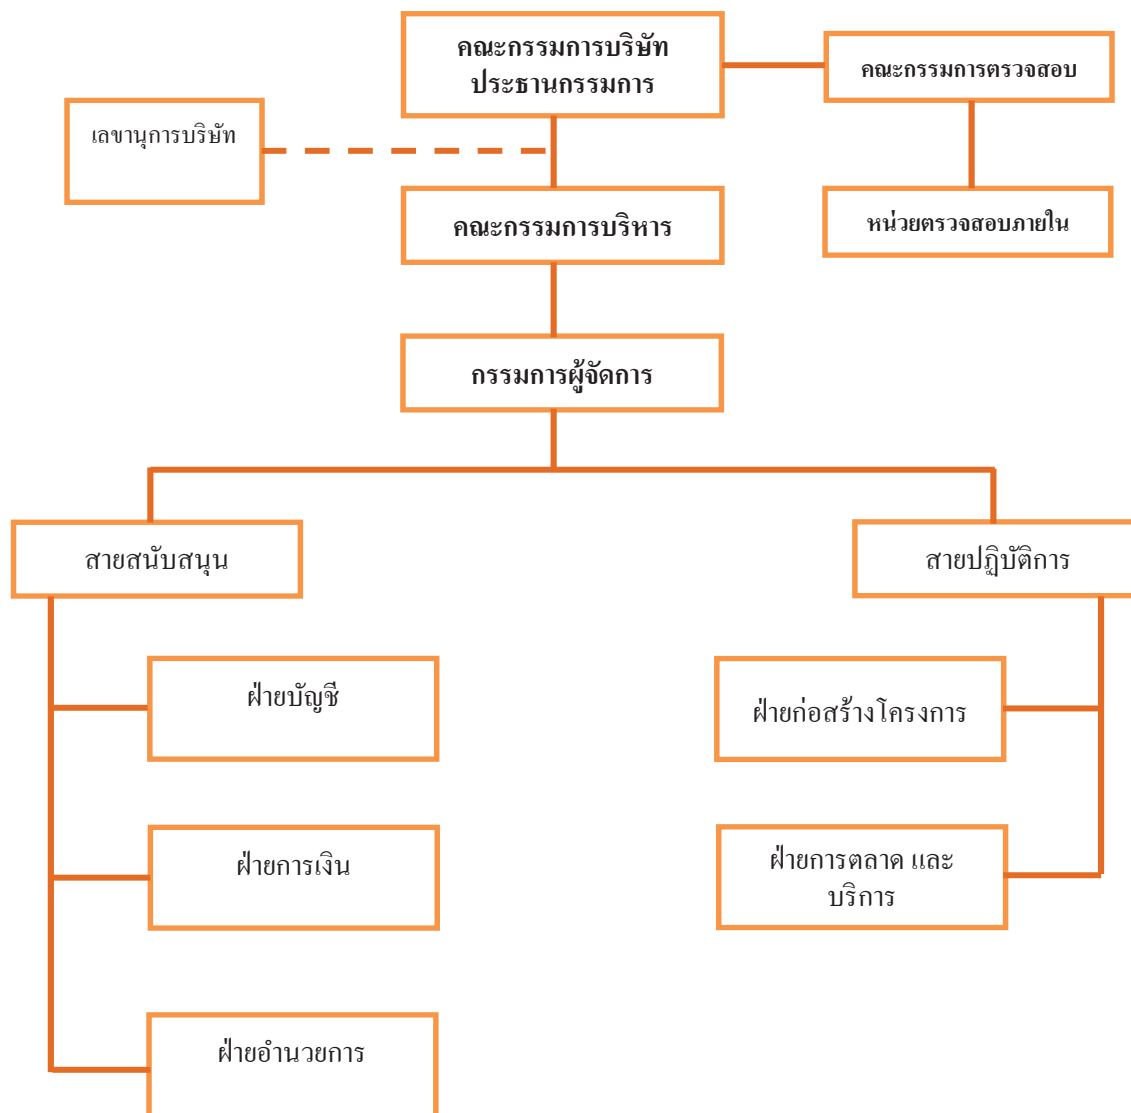 คณะกรรมการบริษัท
ประธานกรรมการ
คณะกรรมการตรวจสอบ
เลขานุการบริษัท
คณะกรรมการบริหาร
หน่วยตรวจสอบภายใน
กรรมการผู้จัดการ
สายสนับสนุน
สายปฏิบัติการ
ฝ่ายบัญชี
ฝ่ายก่อสร้างโครงการ
ฝ่ายการเงิน
ฝ่ายการตลาด และ
บริการ
ฝ่ายอำนวยการ